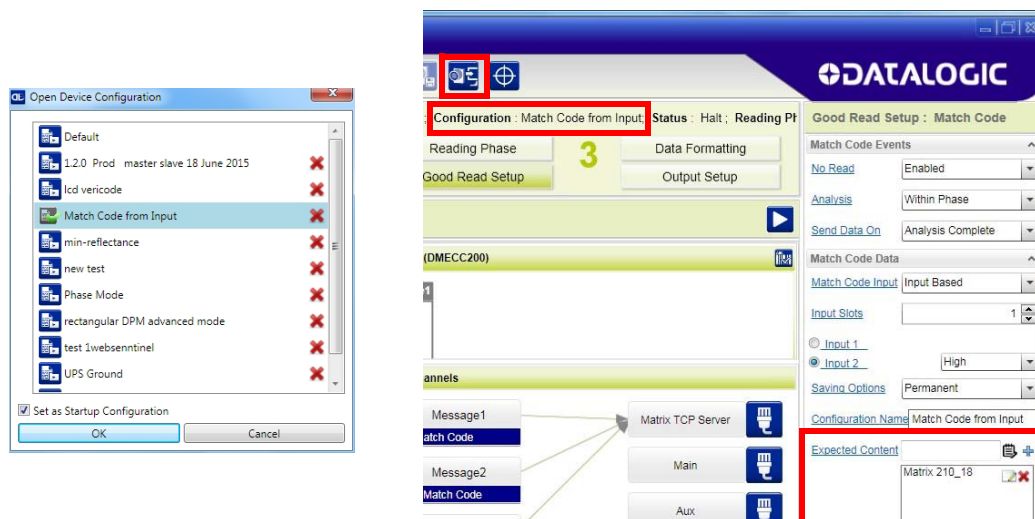 Open Device Configuration
Default
1.2.0 Prod master slave 18 June 2015
lcd vericode
Match Code from Input
min-reflectance
new test
Phase Mode
rectangular DPM advanced mode
test 1websenntinel
UPS Ground
Set as Startup Configuration
OK Cancel
DATALOGIC
; Configuration : Match Code from Input; Status : Halt ; Reading Ph
Reading Phase 3 Data Formatting
Good Read Setup Output Setup
(DMECC200)
1
annels
Message1
atch Code
Message2
Match Code
Matrix TCP Server
Main
Aux
Good Read Setup : Match Code
Match Code Events
No Read Enabled
Analysis Within Phase
Send Data On Analysis Complete
Match Code Data
Match Code Input Input Based
Input Slots 1
Input 1
Input 2 High
Saving Options Permanent
Configuration Name Match Code from Input
Expected Content
Matrix 210_18